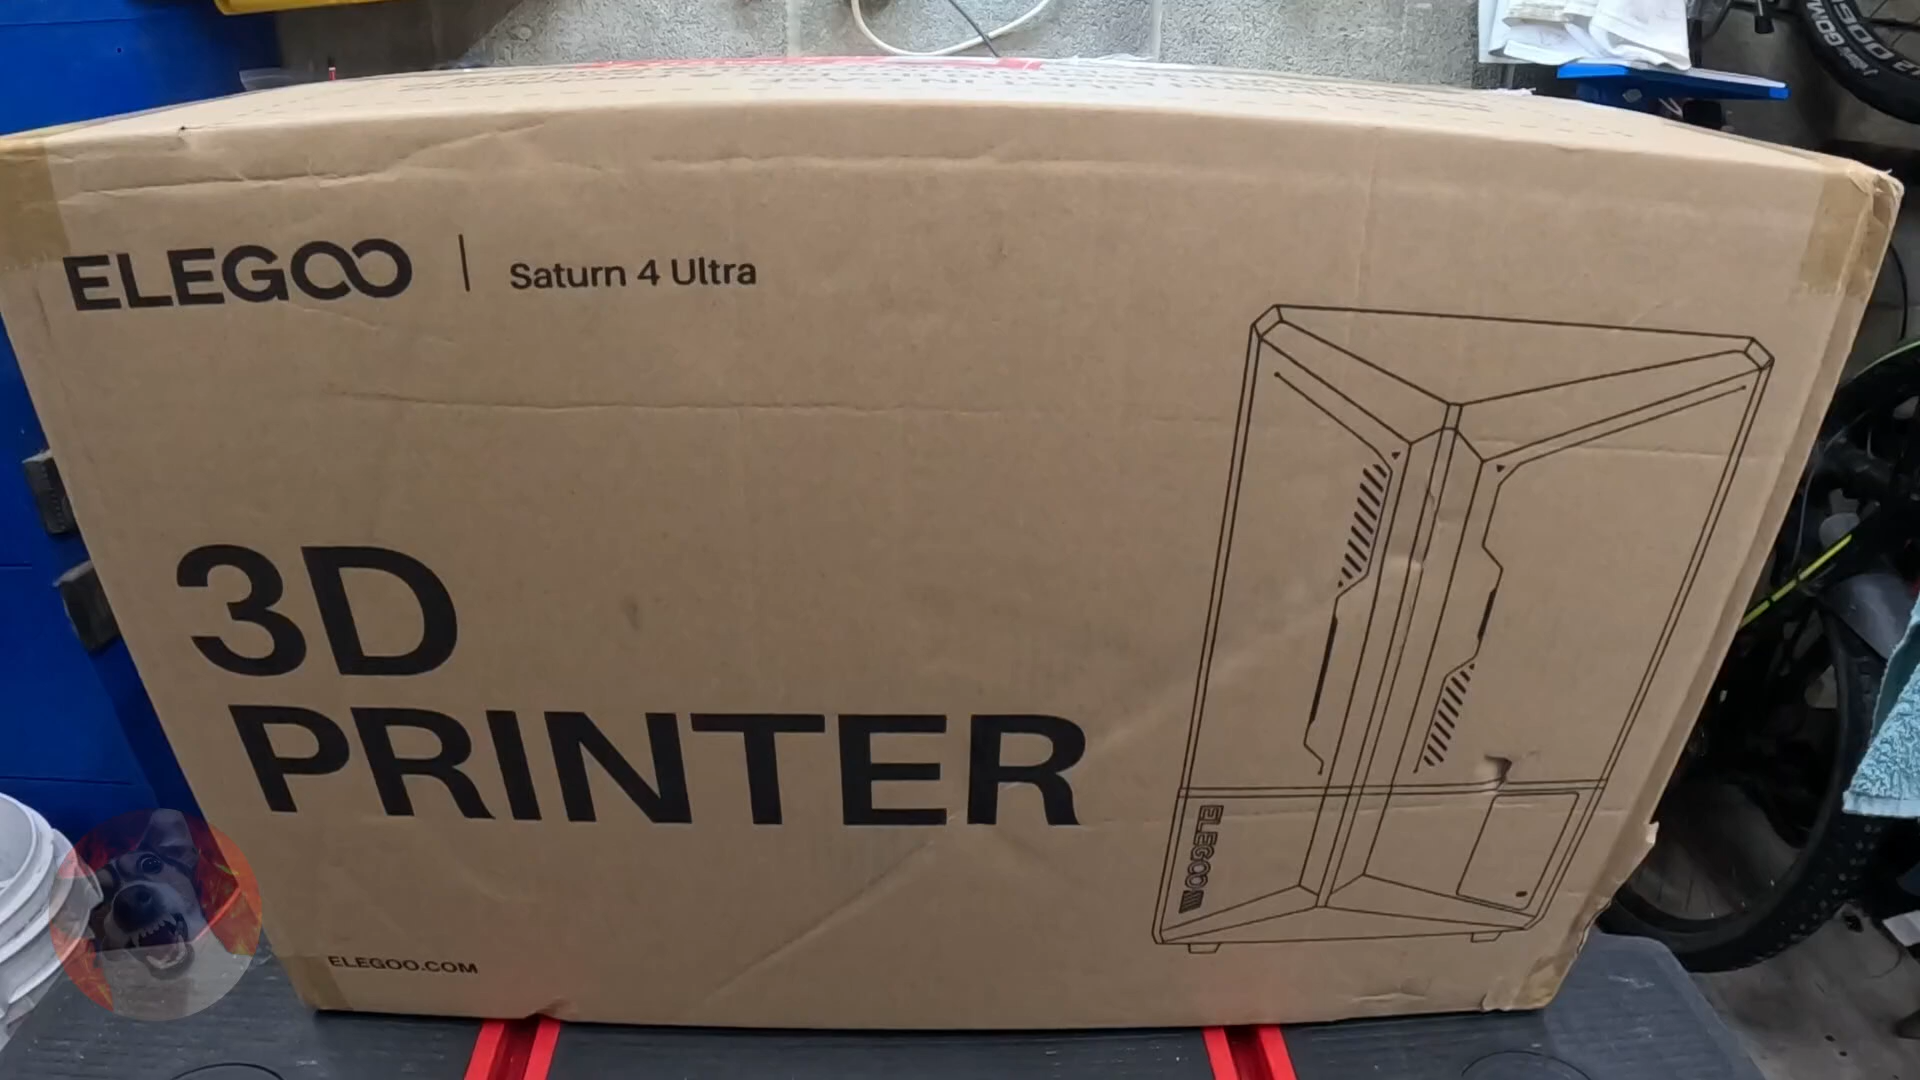 ELEGOO | Saturn 4 Ultra
3D
PRINTER
ELEGOO
ELEGOO.COM